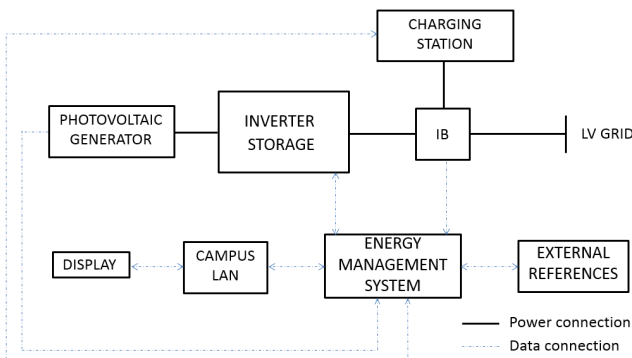 CHARGING
STATION
PHOTOVOLTAIC
GENERATOR
INVERTER
STORAGE
IB
LV GRID
DISPLAY
CAMPUS
LAN
ENERGY
MANAGEMENT
SYSTEM
EXTERNAL
REFERENCES
Power connection
Data connection